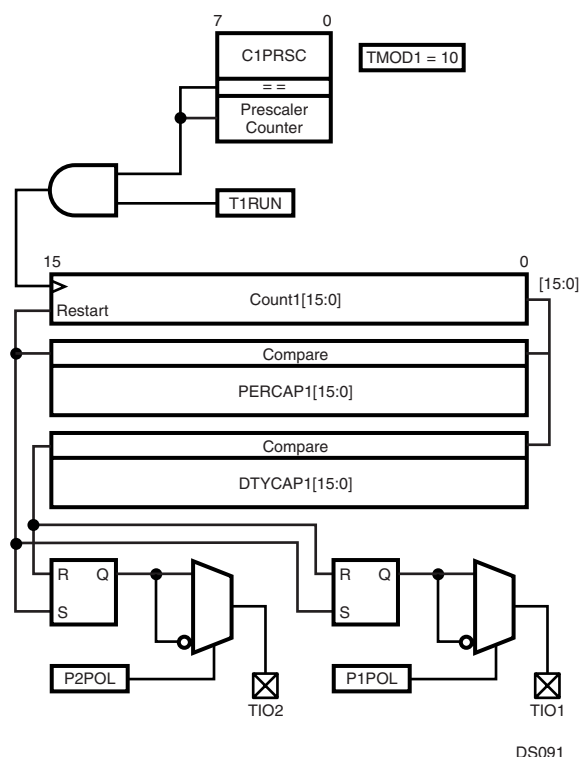 7 0
C1PRSC
TMOD1 = 10
= =
Prescaler
Counter
T1RUN
15 0
[15:0]
Count1[15:0]
Restart
Compare
PERCAP1[15:0]
Compare
DTYCAP1[15:0]
R Q
S
R Q
S
P2POL
TIO2
P1POL
TIO1
DS091